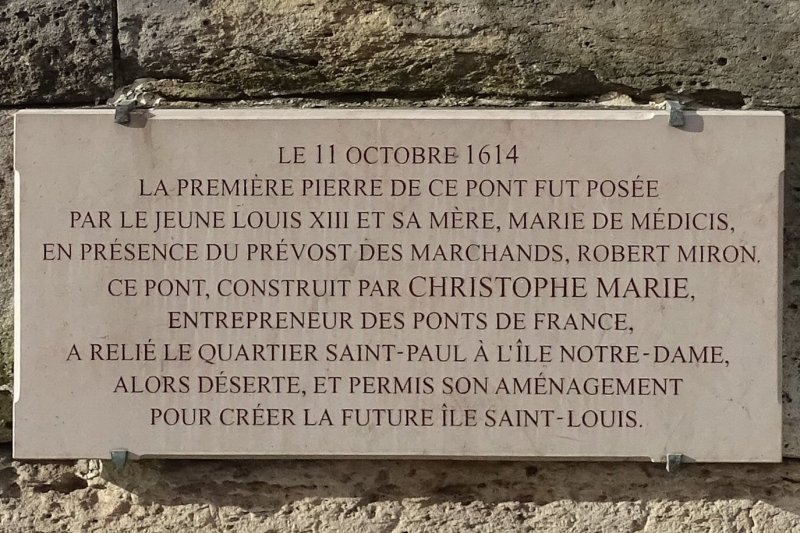 LE 11 OCTOBRE 1614
LA PREMIÈRE PIERRE DE CE PONT FUT POSÉE
PAR LE JEUNE LOUIS XIII ET SA MÈRE, MARIE DE MÉDICIS,
EN PRÉSENCE DU PRÉVOST DES MARCHANDS, ROBERT MIRON.
CE PONT, CONSTRUIT PAR CHRISTOPHE MARIE,
ENTREPRENEUR DES PONTS DE FRANCE,
A RELIÉ LE QUARTIER SAINT-PAUL À L'ÎLE NOTRE-DAME,
ALORS DÉSERTE, ET PERMIS SON AMÉNAGEMENT
POUR CRÉER LA FUTURE ÎLE SAINT-LOUIS.